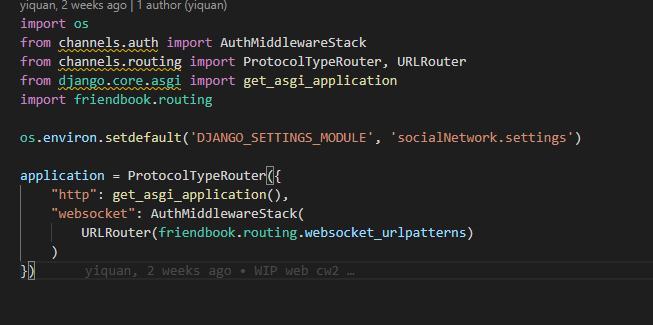 yiquan, 2 weeks ago | 1 author (yiquan)
import os
from channels.auth import AuthMiddlewareStack
from channels.routing import ProtocolTypeRouter, URLRouter
from django.core.asgi import get_asgi_application
import friendbook.routing
os.environ.setdefault('DJANGO_SETTINGS_MODULE', 'socialNetwork.settings')
application = ProtocolTypeRouter({
    "http": get_asgi_application(),
    "websocket": AuthMiddlewareStack(
        URLRouter(friendbook.routing.websocket_urlpatterns)
    )
})      yiquan, 2 weeks ago • WIP web cw2 …